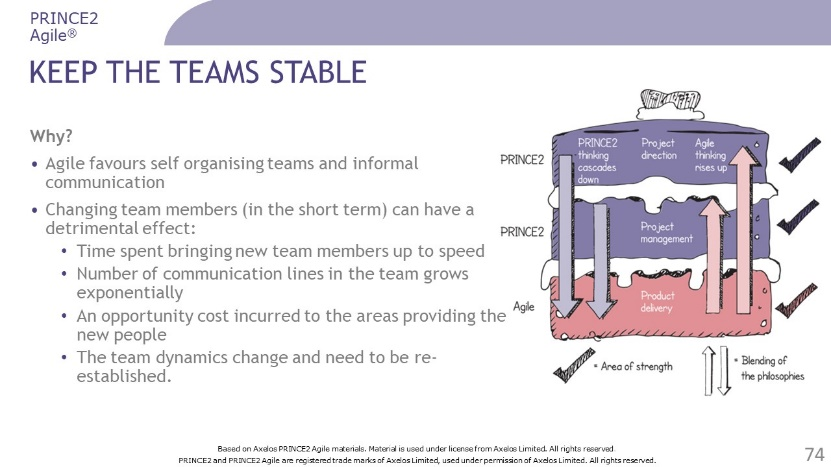 PRINCE2
Agile®
KEEP THE TEAMS STABLE
Why?
• Agile favours self organising teams and informal
communication
• Changing team members (in the short term) can have a
detrimental effect:
• Time spent bringing new team members up to speed
• Number of communication lines in the team grows
exponentially
• An opportunity cost incurred to the areas providing the
new people
• The team dynamics change and need to be re-
established.
PRINCE2
PRINCE2
thinking
cascades
down
Project
direction
Agile
thinking
rises up
PRINCE2
Project
management
Agile
Product
delivery
= Area of strength
= Blending of
the philosophies
Based on Axelos PRINCE2 Agile materials. Material is used under license from Axelos Limited. All rights reserved
PRINCE2 and PRINCE2 Agile are registered trade marks of Axelos Limited, used under permission of Axelos Limited. All rights reserved.
74